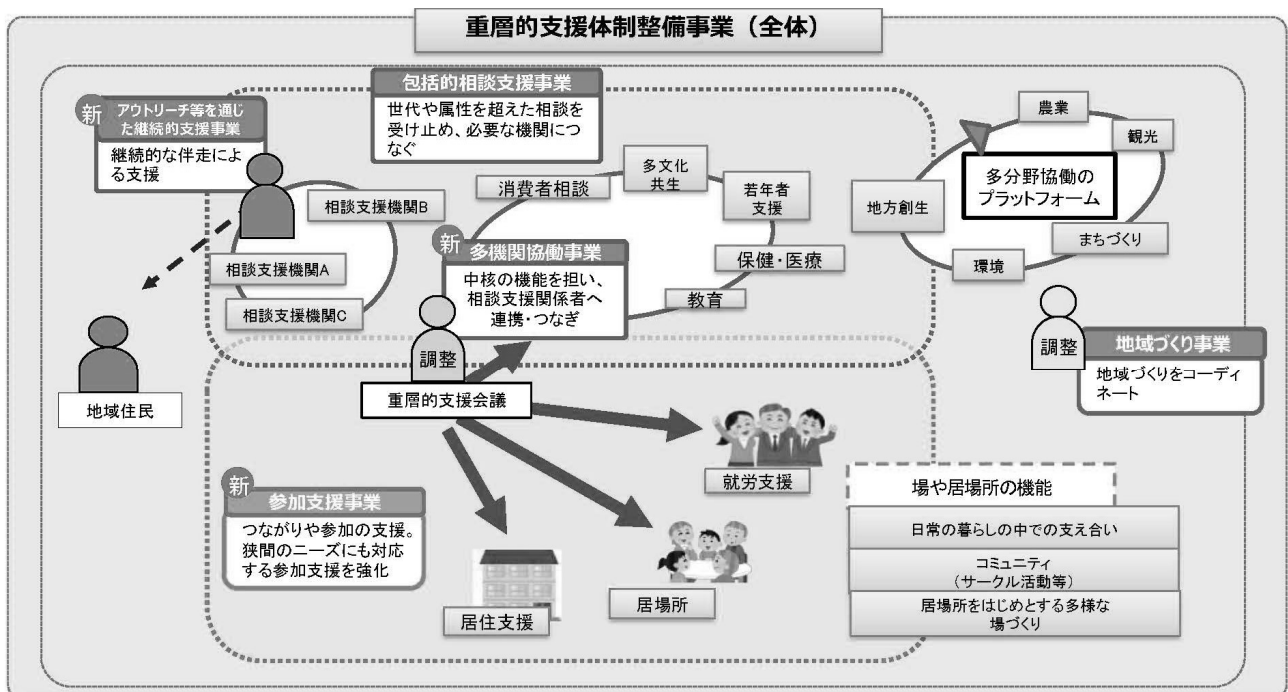 重層的支援体制整備事業（全体）
新
アウトリーチ等を通じ
た継続的支援事業
継続的な伴走によ
る支援
包括的相談支援事業
世代や属性を超えた相談を
受け止め、必要な機関につ
なぐ
相談支援機関B
相談支援機関A
相談支援機関C
地域住民
消費者相談
多文化
共生
若年者
支援
保健・医療
教育
新
多機関協働事業
中核の機能を担い、
相談支援関係者へ
連携・つなぎ
調整
重層的支援会議
農業
観光
多分野協働の
プラットフォーム
地方創生
まちづくり
環境
調整
地域づくり事業
地域づくりをコーディ
ネート
新
参加支援事業
つながりや参加の支援。
狭間のニーズにも対応
する参加支援を強化
就労支援
居場所
居住支援
場や居場所の機能
日常の暮らしの中での支え合い
コミュニティ
（サークル活動等）
居場所をはじめとする多様な
場づくり